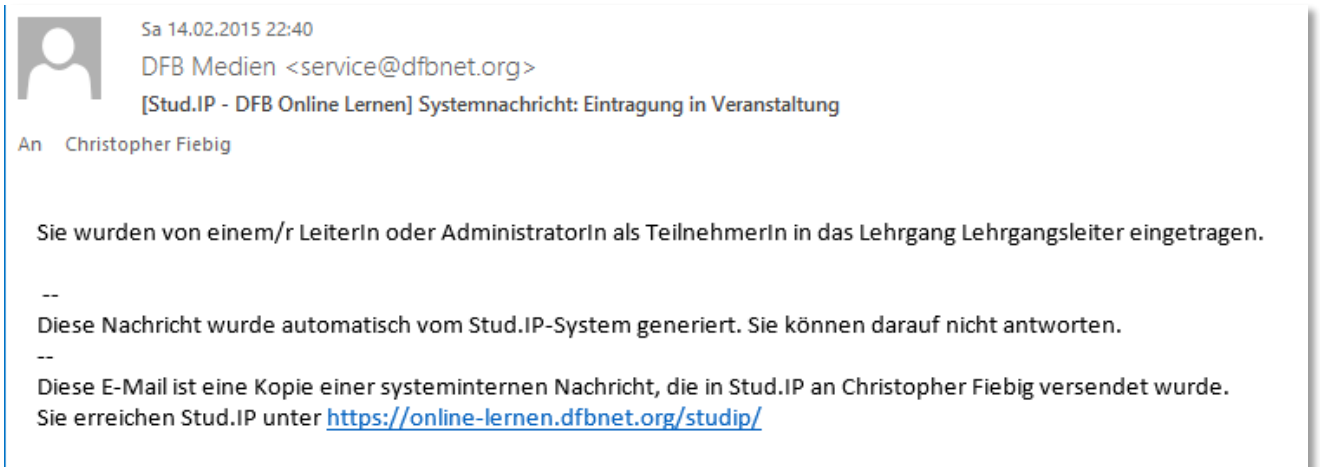 Sa 14.02.2015 22:40
DFB Medien <service@dfbnet.org>
[Stud.IP - DFB Online Lernen] Systemnachricht: Eintragung in Veranstaltung
An Christopher Fiebig
Sie wurden von einem/r LeiterIn oder AdministratorIn als TeilnehmerIn in das Lehrgang Lehrgangsleiter eingetragen.
--
Diese Nachricht wurde automatisch vom Stud.IP-System generiert. Sie können darauf nicht antworten.
--
Diese E-Mail ist eine Kopie einer systeminternen Nachricht, die in Stud.IP an Christopher Fiebig versendet wurde.
Sie erreichen Stud.IP unter https://online-lernen.dfbnet.org/studip/